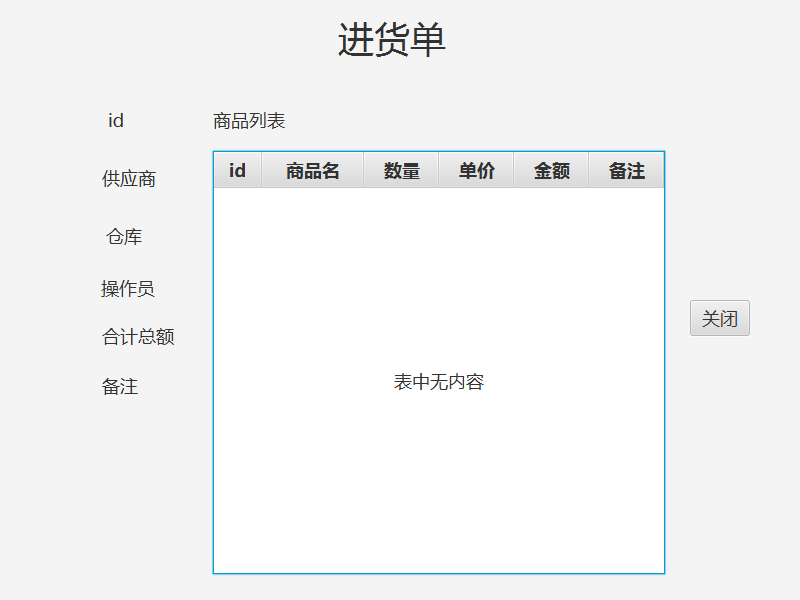 进货单
id
商品列表
id 商品名 数量 单价 金额 备注
供应商
仓库
操作员
关闭
合计总额
表中无内容
备注